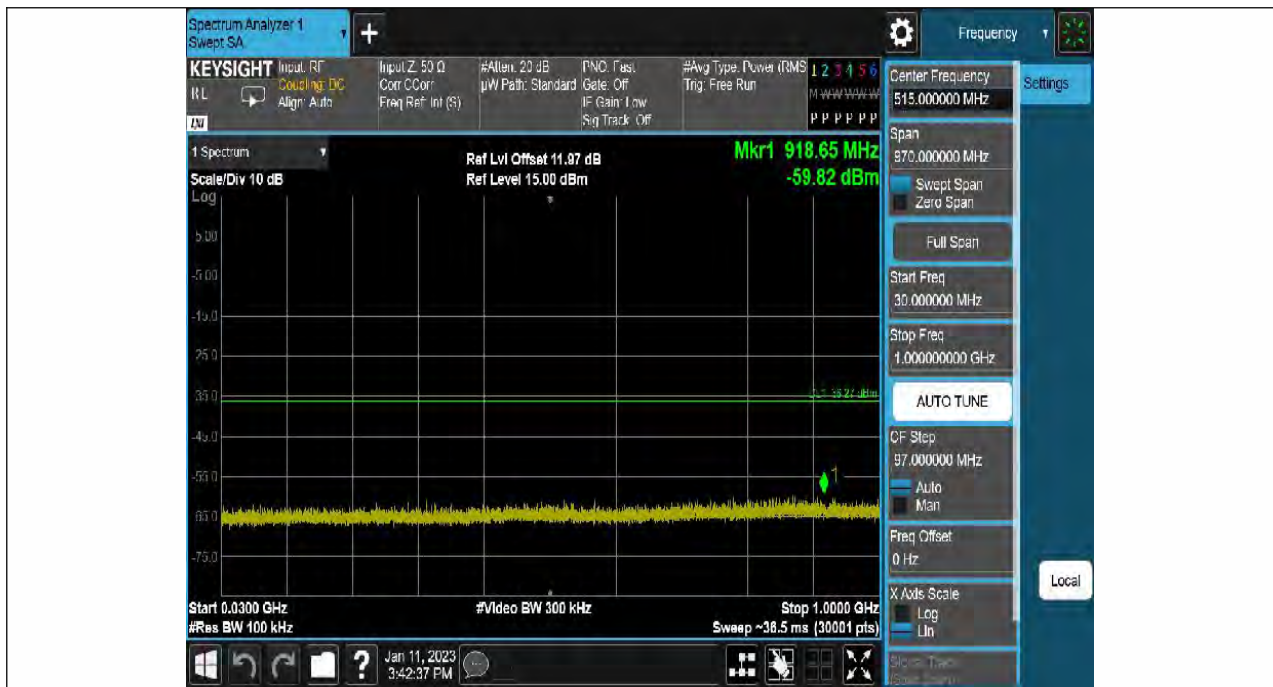 Spectrum Analyzer 1
Swept SA
+
Frequency
KEYSIGHT
RL
LXI
Input: RF
Coupling: DC
Align: Auto
Input Z: 50 Ω
Corr CCorr
Freq Ref: Int (S)
#Atten: 20 dB
µW Path: Standard
PNO: Fast
Gate: Off
IF Gain: Low
Sig Track: Off
#Avg Type: Power (RMS
Trig: Free Run
1 2 3 4 5 6
M W W W W W
P P P P P P
1 Spectrum
Scale/Div 10 dB
Ref Lvl Offset 11.97 dB
Ref Level 15.00 dBm
Mkr1 918.65 MHz
-59.82 dBm
Log
5.00
-5.00
-15.0
-25.0
-35.0
-45.0
-55.0
-65.0
-75.0
1
Start 0.0300 GHz
#Res BW 100 kHz
#Video BW 300 kHz
Stop 1.0000 GHz
Sweep ~36.5 ms (30001 pts)
Center Frequency
515.000000 MHz
Settings
Span
970.000000 MHz
Swept Span
Zero Span
Full Span
Start Freq
30.000000 MHz
Stop Freq
1.000000000 GHz
AUTO TUNE
CF Step
97.000000 MHz
Auto
Man
Freq Offset
0 Hz
X Axis Scale
Log
Lin
Local
?
Jan 11, 2023
3:42:37 PM